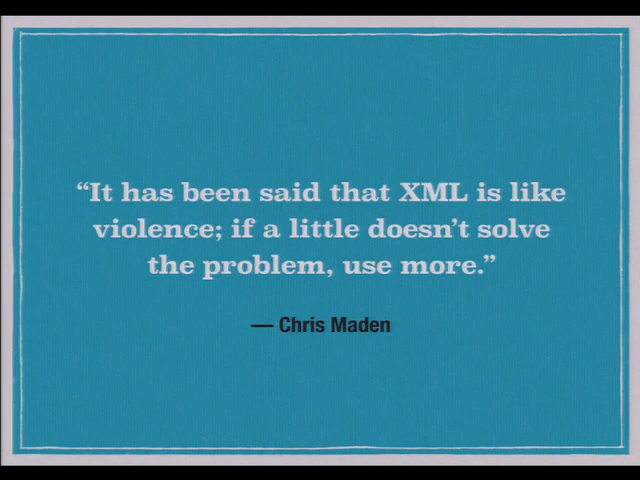 “It has been said that XML is like
violence; if a little doesn’t solve
the problem, use more.”
— Chris Maden